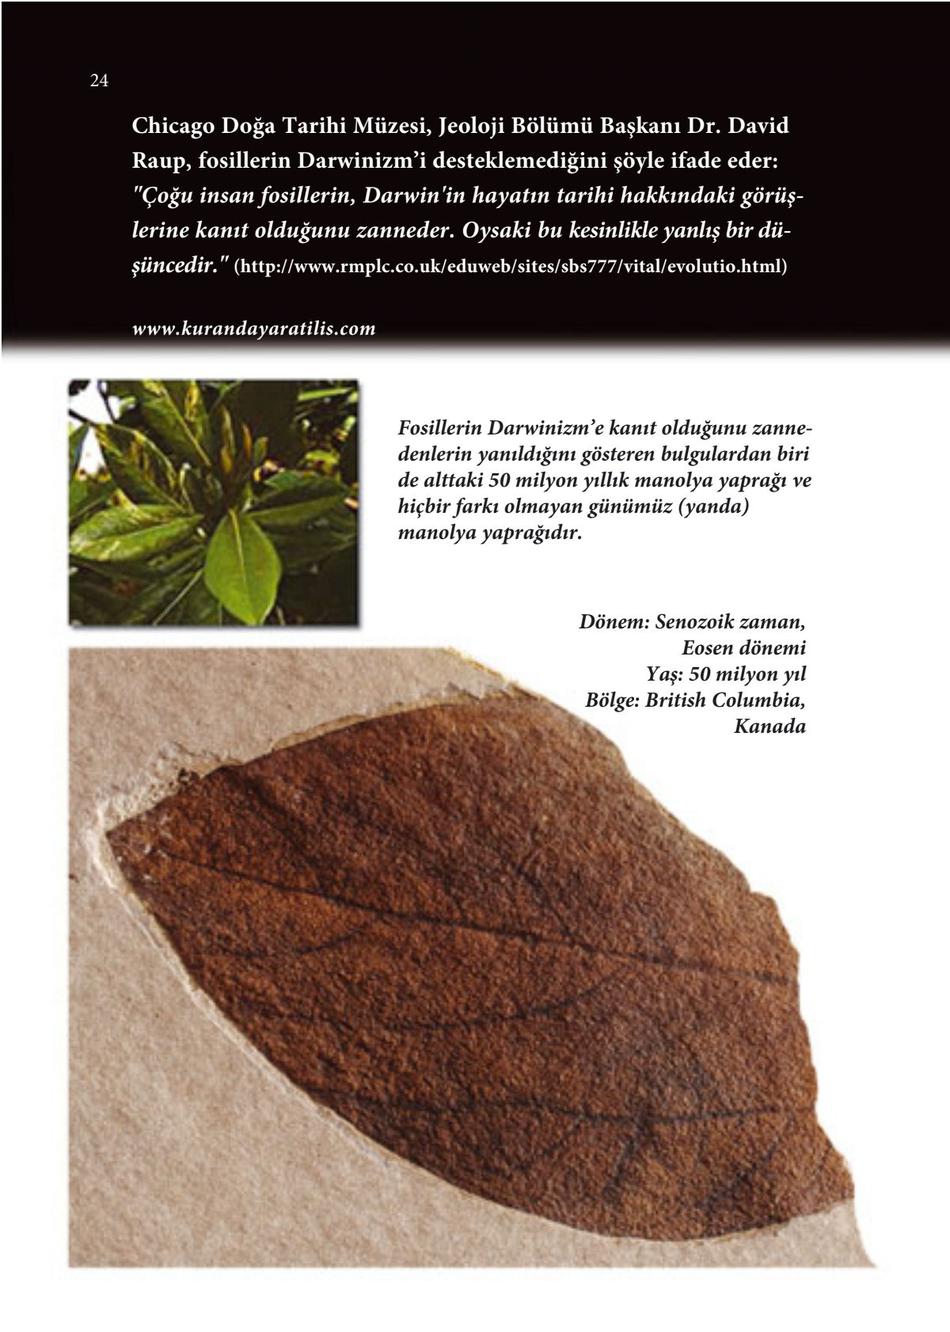 24
Chicago Doğa Tarihi Müzesi, Jeoloji Bölümü Başkanı Dr. David
Raup, fosillerin Darwinizm’i desteklemediğini şöyle ifade eder:
"Çoğu insan fosillerin, Darwin'in hayatın tarihi hakkındaki görüş-
lerine kanıt olduğunu zanneder. Oysaki bu kesinlikle yanlış bir dü-
şüncedir." (http://www.rmplc.co.uk/eduweb/sites/sbs777/vital/evolutio.html)
www.kurandayaratilis.com
Fosillerin Darwinizm’e kanıt olduğunu zanne-
denlerin yanıldığını gösteren bulgulardan biri
de alttaki 50 milyon yıllık manolya yaprağı ve
hiçbir farkı olmayan günümüz (yanda)
manolya yaprağıdır.
Dönem: Senozoik zaman,
Eosen dönemi
Yaş: 50 milyon yıl
Bölge: British Columbia,
Kanada